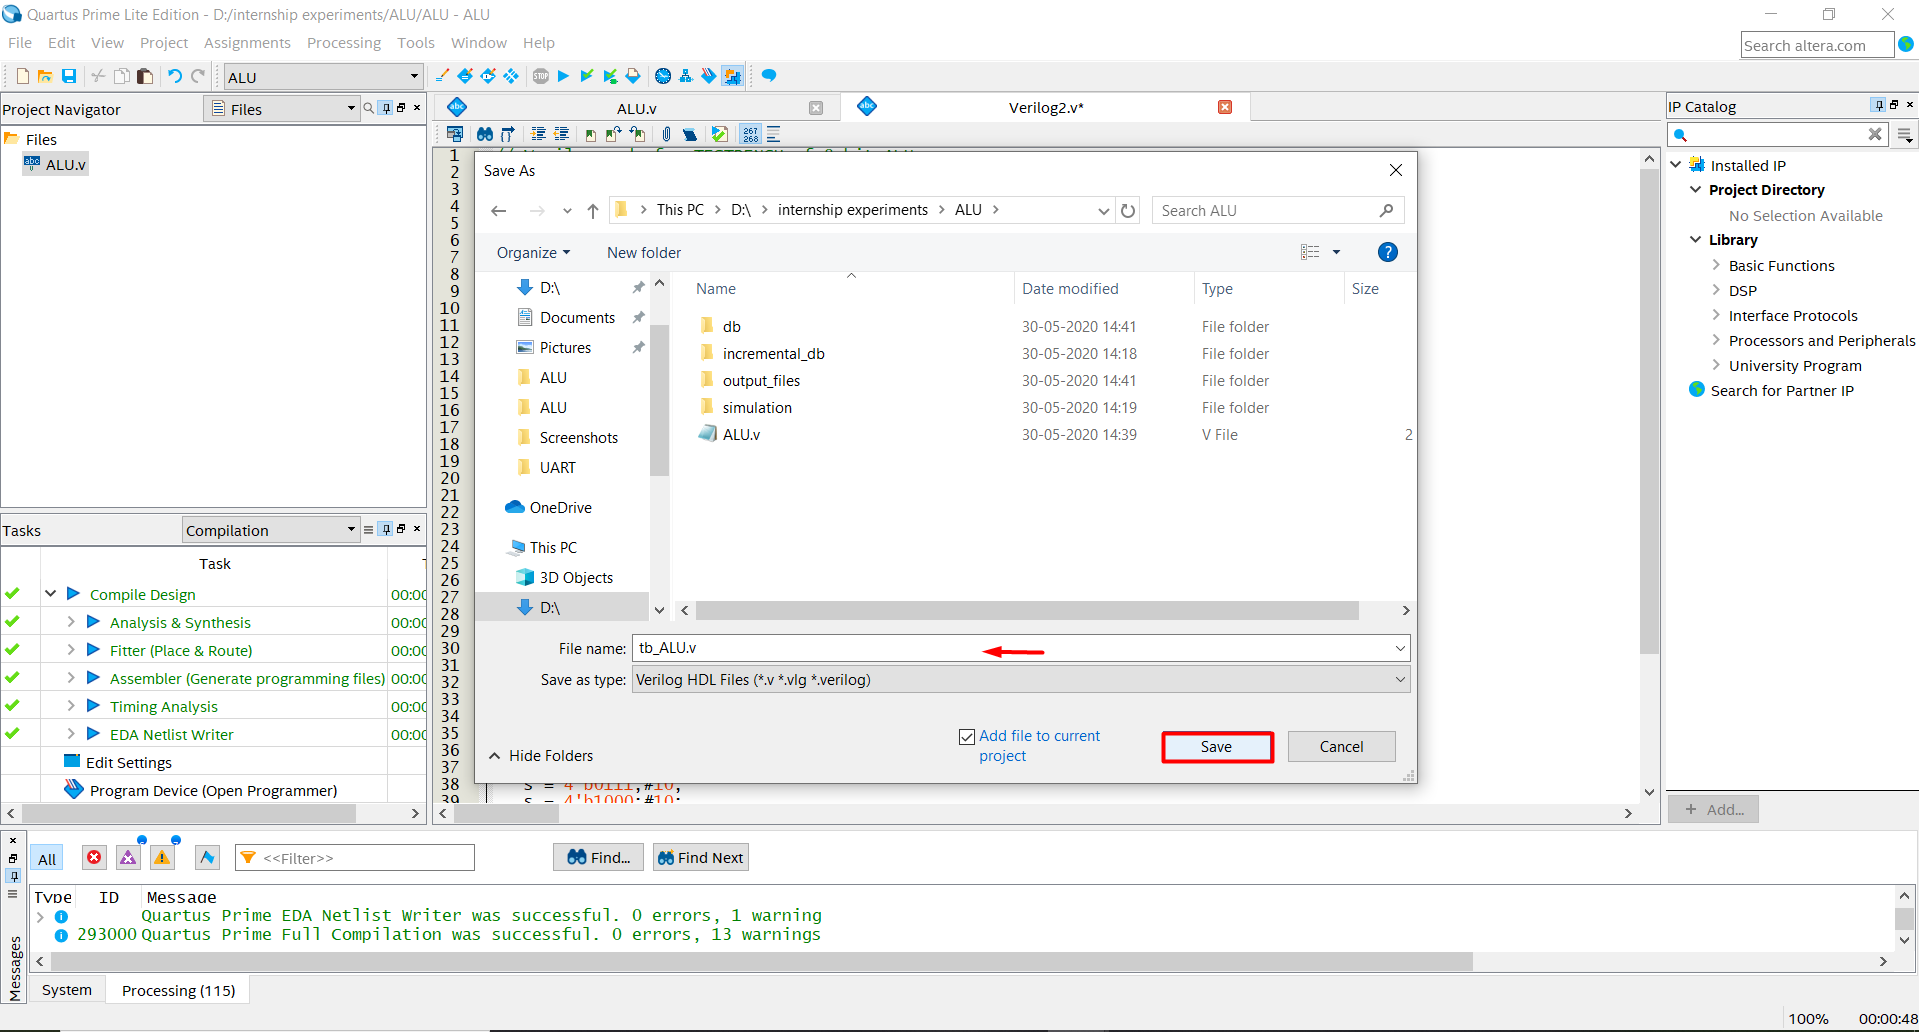 Quartus Prime Lite Edition - D:/internship experiments/ALU/ALU - ALU
File Edit View Project Assignments Processing Tools Window Help
Search altera.com
ALU
Project Navigator
Files
ALU.v
Verilog2.v*
IP Catalog
Files
ALU.v
267
268
Installed IP
Project Directory
No Selection Available
Library
Basic Functions
DSP
Interface Protocols
Processors and Peripherals
University Program
Search for Partner IP
+ Add...
1
2
3
4
5
6
7
8
9
10
11
12
13
14
15
16
17
18
19
20
21
22
23
24
25
26
27
28
29
30
31
32
33
34
35
36
37
38
39
Save As
This PC > D:\ > internship experiments > ALU >
Search ALU
Organize
New folder
D:\
Documents
Pictures
ALU
ALU
Screenshots
UART
OneDrive
This PC
3D Objects
D:\
Name Date modified Type Size
db 30-05-2020 14:41 File folder
incremental_db 30-05-2020 14:18 File folder
output_files 30-05-2020 14:41 File folder
simulation 30-05-2020 14:19 File folder
ALU.v 30-05-2020 14:39 V File 2
File name: tb_ALU.v
Save as type: Verilog HDL Files (*.v *.vlg *.verilog)
Add file to current
project
Save
Cancel
Hide Folders
s = 4'b0111;#10;
s = 4'b1000;#10;
Tasks
Compilation
Task
Compile Design 00:00
Analysis & Synthesis 00:00
Fitter (Place & Route) 00:00
Assembler (Generate programming files) 00:00
Timing Analysis 00:00
EDA Netlist Writer 00:00
Edit Settings
Program Device (Open Programmer)
All
<<Filter>>
Find...
Find Next
Type ID Message
Quartus Prime EDA Netlist Writer was successful. 0 errors, 1 warning
293000 Quartus Prime Full Compilation was successful. 0 errors, 13 warnings
Messages
System
Processing (115)
100% 00:00:48